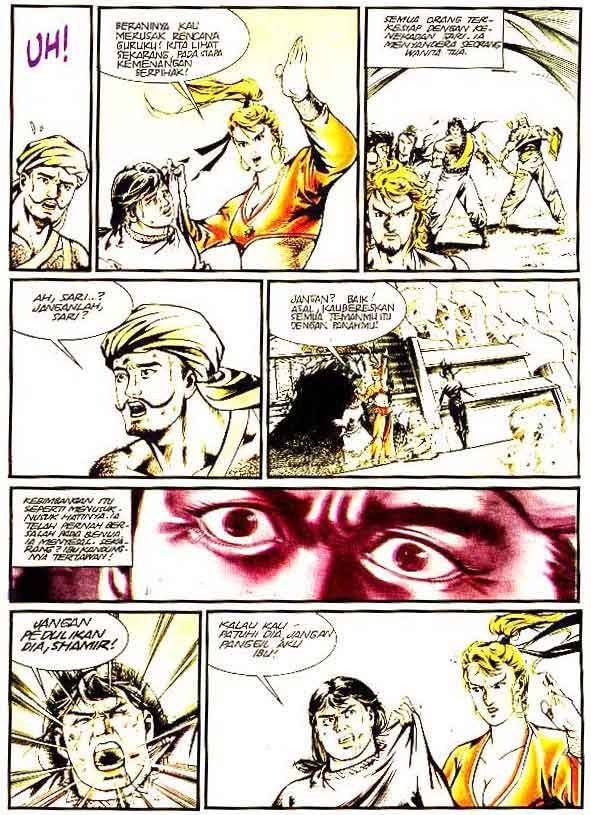 UH!
BERANINYA KAU
MERUSAK RENCANA
GURUKU! KITA LIHAT
SEKARANG, PADA SIAPA
KEMENANGAN
BERPIHAK!
SEMUA ORANG TER-
KESIAP DENGAN KE-
NEKADAN SARI. IA
MENYANDERA SEORANG
WANITA TUA.
AH, SARI..?
JANGANLAH,
SARI?
JANGAN? BAIK!
ASAL, KAUBERESKAN
SEMUA TEMANMU ITU
DENGAN PANAHMU!
KEBIMBANGAN ITU
SEPERTI MENUSUK-
NUSUK HATINYA. IA
TELAH PERNAH BER-
SALAH PADA BENUA.
IA MENYESAL. SEKA-
RANG? IBU KANDUNG-
NYA TERTAWAN!
JANGAN
PEDULIKAN
DIA, SHAMIR!
KALAU KAU
PATUHI DIA, JANGAN
PANGGIL AKU
IBU!